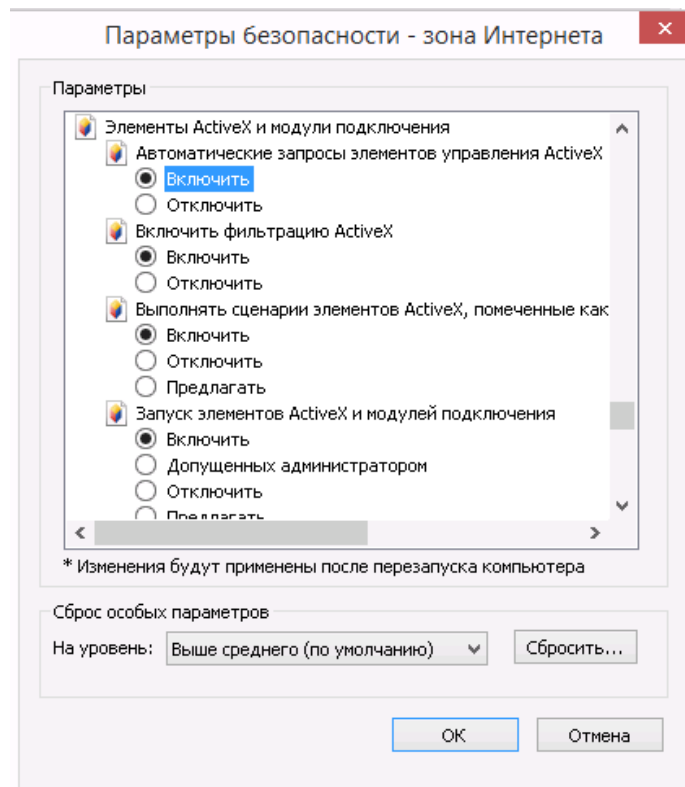 Параметры безопасности - зона Интернета
Параметры
Элементы ActiveX и модули подключения
Автоматические запросы элементов управления ActiveX
Включить
Отключить
Включить фильтрацию ActiveX
Включить
Отключить
Выполнять сценарии элементов ActiveX, помеченные как
Включить
Отключить
Предлагать
Запуск элементов ActiveX и модулей подключения
Включить
Допущенных администратором
Отключить
Предлагать
* Изменения будут применены после перезапуска компьютера
Сброс особых параметров
На уровень: Выше среднего (по умолчанию) Сбросить...
ОК Отмена